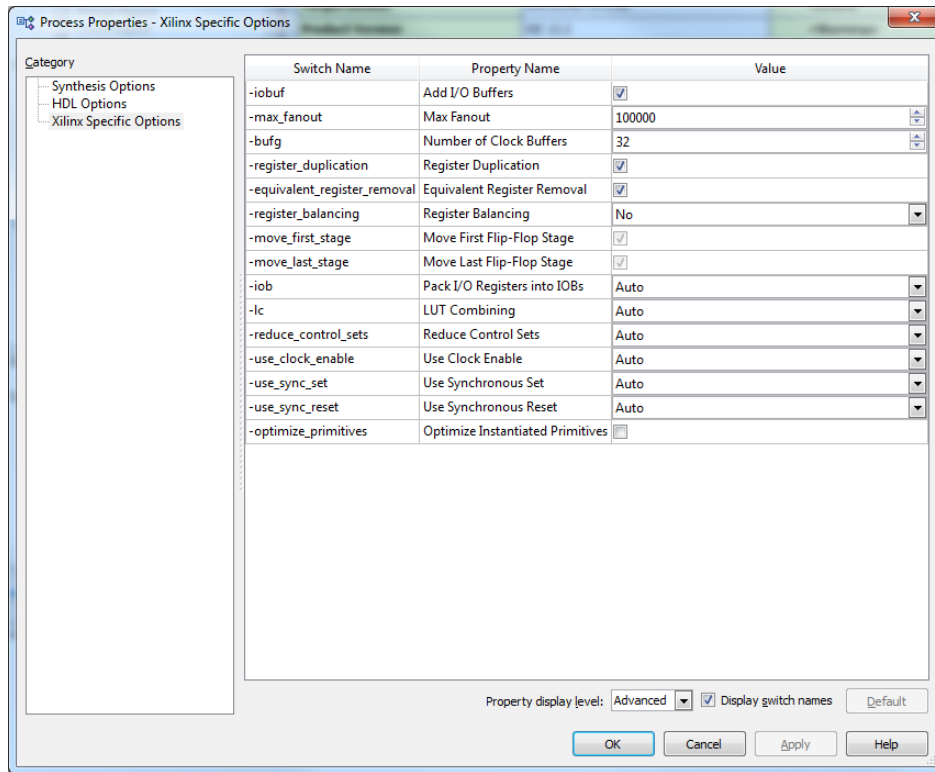 Process Properties - Xilinx Specific Options
Category
Synthesis Options
HDL Options
Xilinx Specific Options
Switch Name Property Name Value
-iobuf Add I/O Buffers
-max_fanout Max Fanout 100000
-bufg Number of Clock Buffers 32
-register_duplication Register Duplication
-equivalent_register_removal Equivalent Register Removal
-register_balancing Register Balancing No
-move_first_stage Move First Flip-Flop Stage
-move_last_stage Move Last Flip-Flop Stage
-iob Pack I/O Registers into IOBs Auto
-lc LUT Combining Auto
-reduce_control_sets Reduce Control Sets Auto
-use_clock_enable Use Clock Enable Auto
-use_sync_set Use Synchronous Set Auto
-use_sync_reset Use Synchronous Reset Auto
-optimize_primitives Optimize Instantiated Primitives
Property display level: Advanced Display switch names Default
OK Cancel Apply Help